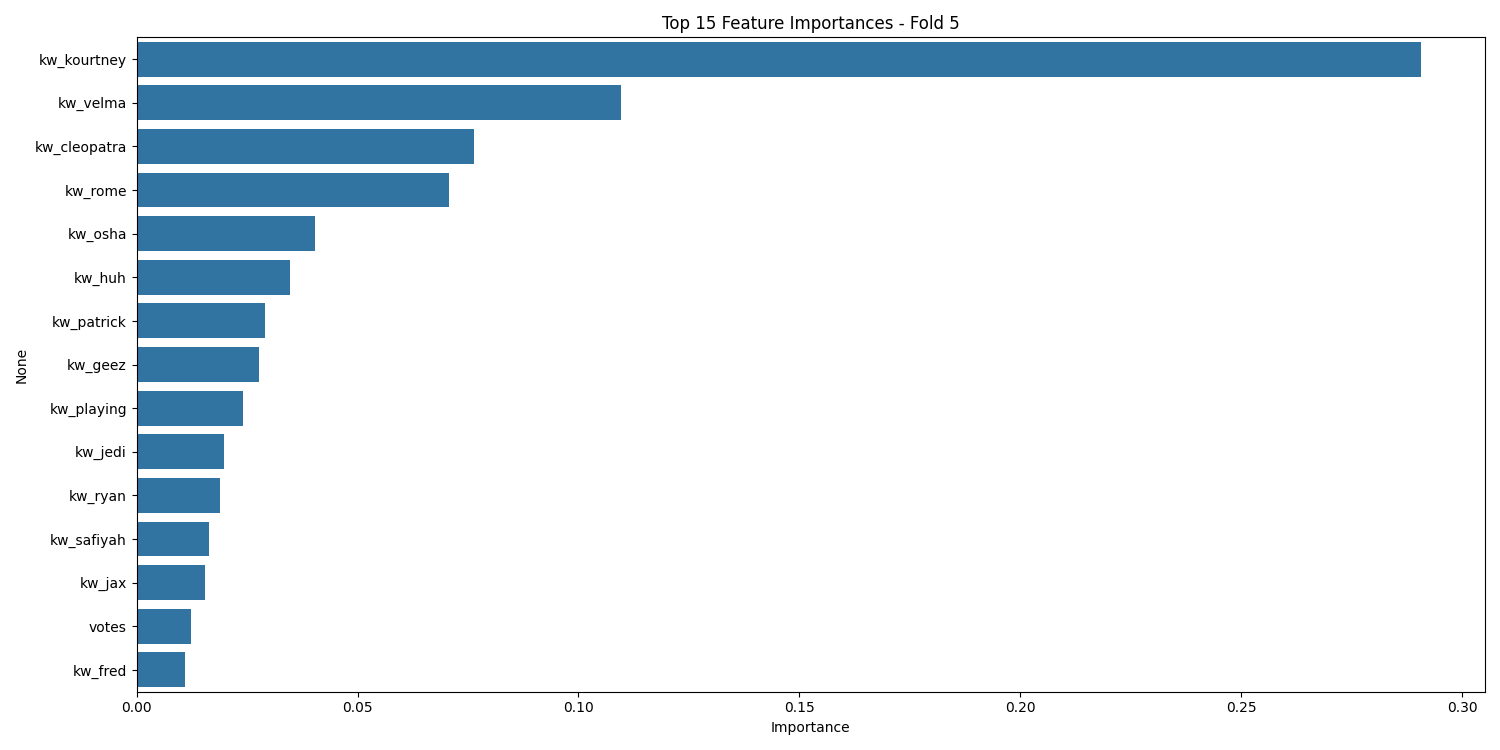 Top 15 Feature Importances - Fold 5
kw_kourtney
kw_velma
kw_cleopatra
kw_rome
kw_osha
kw_huh
kw_patrick
kw_geez
kw_playing
kw_jedi
kw_ryan
kw_safiyah
kw_jax
votes
kw_fred
None
0.00 0.05 0.10 0.15 0.20 0.25 0.30
Importance